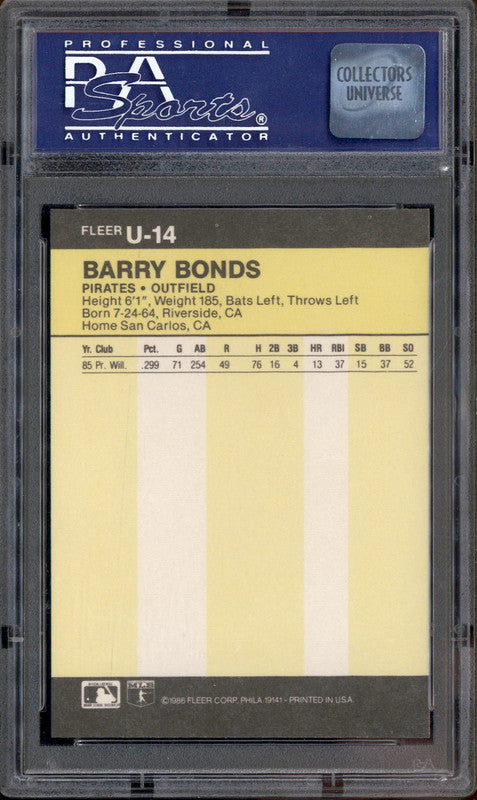 PROFESSIONAL
PSA
Sports®
AUTHENTICATOR
COLLECTORS
UNIVERSE
FLEER U-14
BARRY BONDS
PIRATES • OUTFIELD
Height 6'1", Weight 185, Bats Left, Throws Left
Born 7-24-64, Riverside, CA
Home San Carlos, CA
Yr. Club Pct. G AB R H 2B 3B HR RBI SB BB SO
85 Pr. Will. .299 71 254 49 76 16 4 13 37 15 37 52
MLB
©1986 FLEER CORP. PHILA 19141 - PRINTED IN U.S.A.